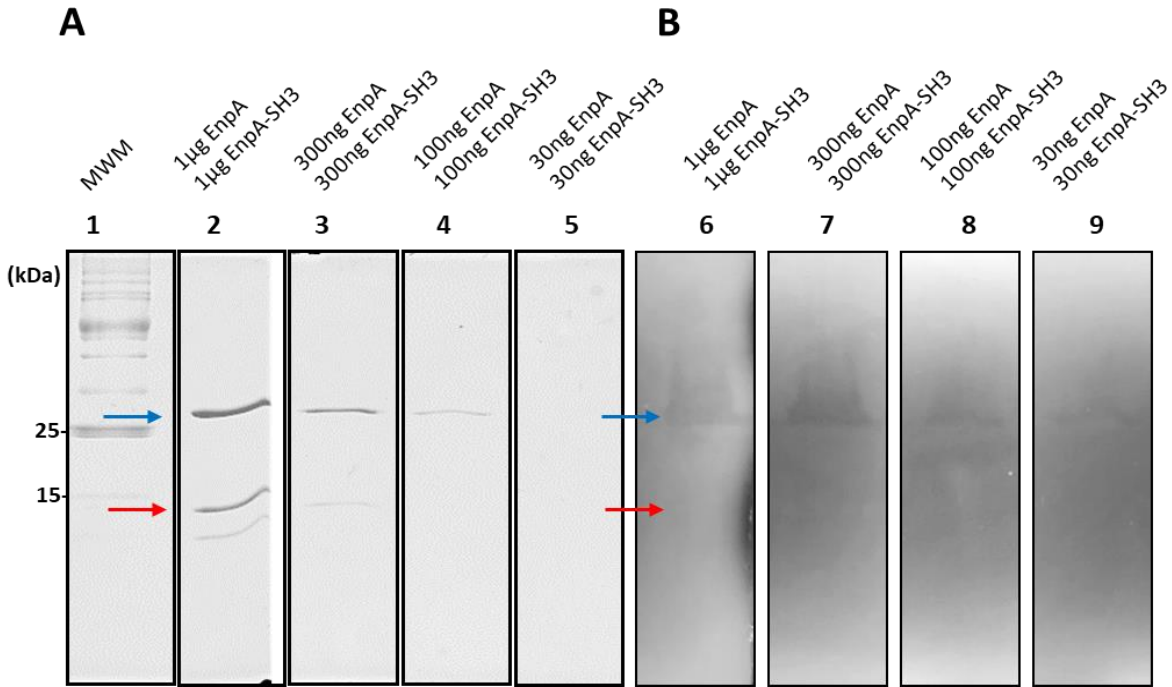 A
B
MWM
1µg EnpA
1µg EnpA-SH3
300ng EnpA
300ng EnpA-SH3
100ng EnpA
100ng EnpA-SH3
30ng EnpA
30ng EnpA-SH3
1µg EnpA
1µg EnpA-SH3
300ng EnpA
300ng EnpA-SH3
100ng EnpA
100ng EnpA-SH3
30ng EnpA
30ng EnpA-SH3
1 2 3 4 5 6 7 8 9
(kDa)
25-
15-